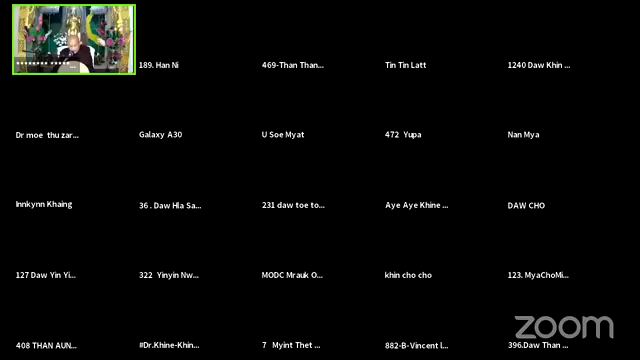 189. Han Ni
469-Than Than...
Tin Tin Latt
1240 Daw Khin ...
Dr moe thu zar...
Galaxy A30
U Soe Myat
472 Yupa
Nan Mya
Innkynn Khaing
36 . Daw Hla Sa...
231 daw toe to...
Aye Aye Khine ...
DAW CHO
127 Daw Yin Yi...
322 Yinyin Nw...
MODC Mrauk O...
khin cho cho
123. MyaChoMi...
408 THAN AUN...
#Dr.Khine-Khin...
7 Myint Thet ...
882-B-Vincent l...
396.Daw Than ...
zoom